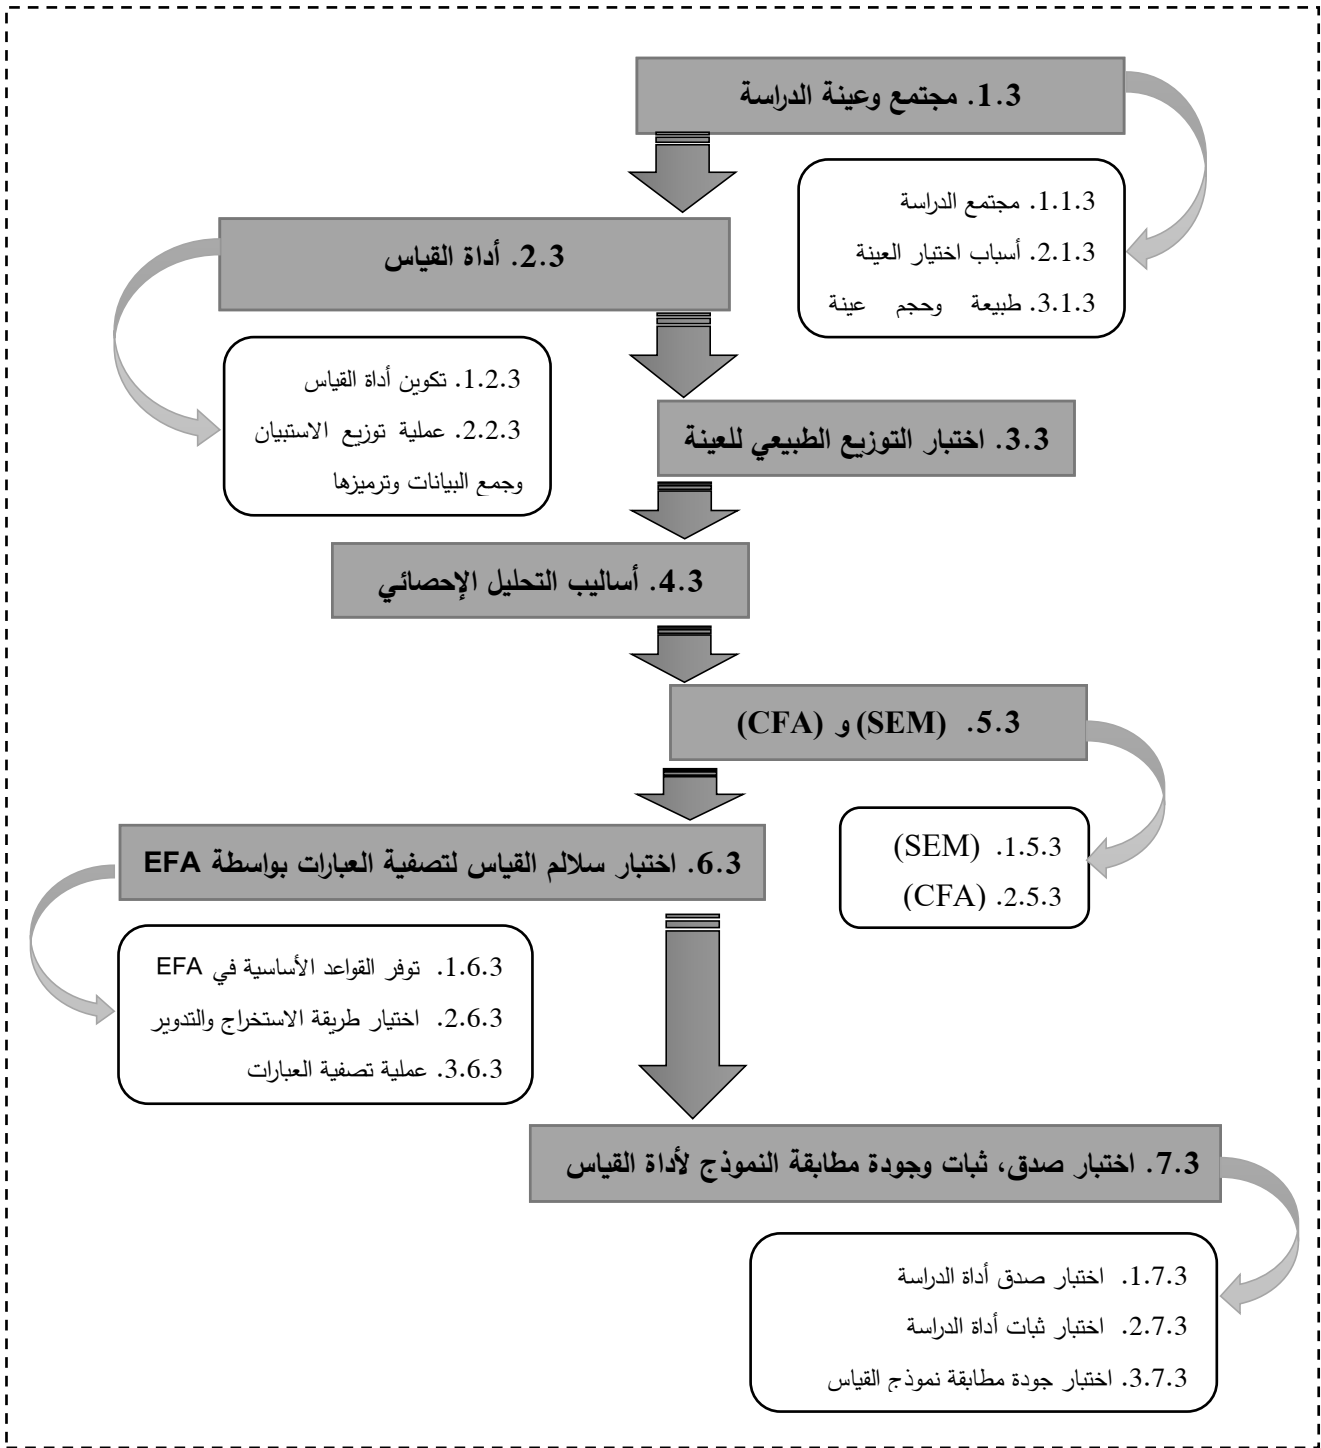 1.3. مجتمع وعينة الدراسة
1.1.3. مجتمع الدراسة
2.1.3. أسباب اختيار العينة
3.1.3. طبيعة وحجم عينة
2.3. أداة القياس
1.2.3. تكوين أداة القياس
2.2.3. عملية توزيع الاستبيان
وجمع البيانات وترميزها
3.3. اختبار التوزيع الطبيعي للعينة
4.3. أساليب التحليل الإحصائي
5.3. (SEM) و (CFA)
1.5.3. (SEM)
2.5.3. (CFA)
6.3. اختبار سلالم القياس لتصفية العبارات بواسطة EFA
1.6.3. توفر القواعد الأساسية في EFA
2.6.3. اختيار طريقة الاستخراج والتدوير
3.6.3. عملية تصفية العبارات
7.3. اختبار صدق، ثبات وجودة مطابقة النموذج لأداة القياس
1.7.3. اختبار صدق أداة الدراسة
2.7.3. اختبار ثبات أداة الدراسة
3.7.3. اختبار جودة مطابقة نموذج القياس